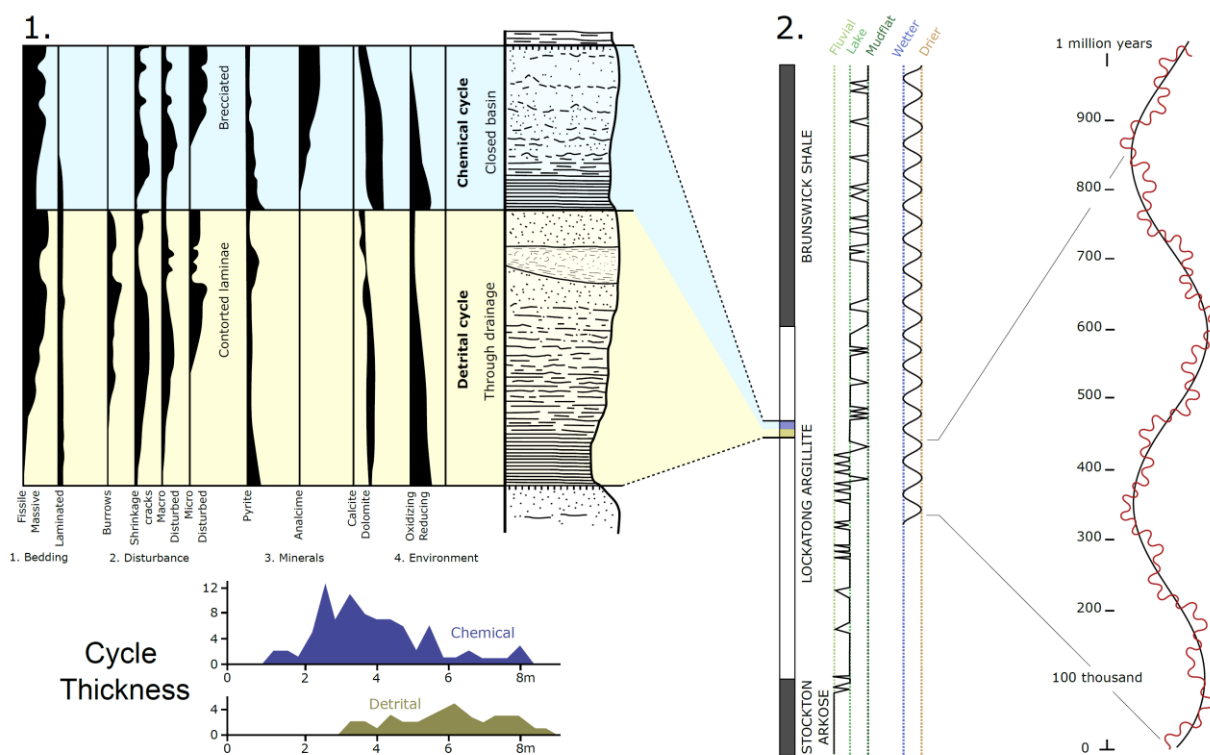 1.
Brecciated
Chemical cycle
Closed basin
Contorted laminae
Detrital cycle
Through drainage
Fissile
Massive
Laminated
Burrows
Shrinkage
cracks
Macro
Disturbed
Micro
Disturbed
Pyrite
Analcime
Calcite
Dolomite
Oxidizing
Reducing
1. Bedding
2. Disturbance
3. Minerals
4. Environment
Cycle
Thickness
12
8
4
0
Chemical
0 2 4 6 8m
4
0
Detrital
0 2 4 6 8m
2.
Fluvial
Lake
Mudflat
Wetter
Drier
BRUNSWICK SHALE
LOCKATONG ARGILLITE
STOCKTON
ARKOSE
1 million years
900
800
700
600
500
400
300
200
100 thousand
0